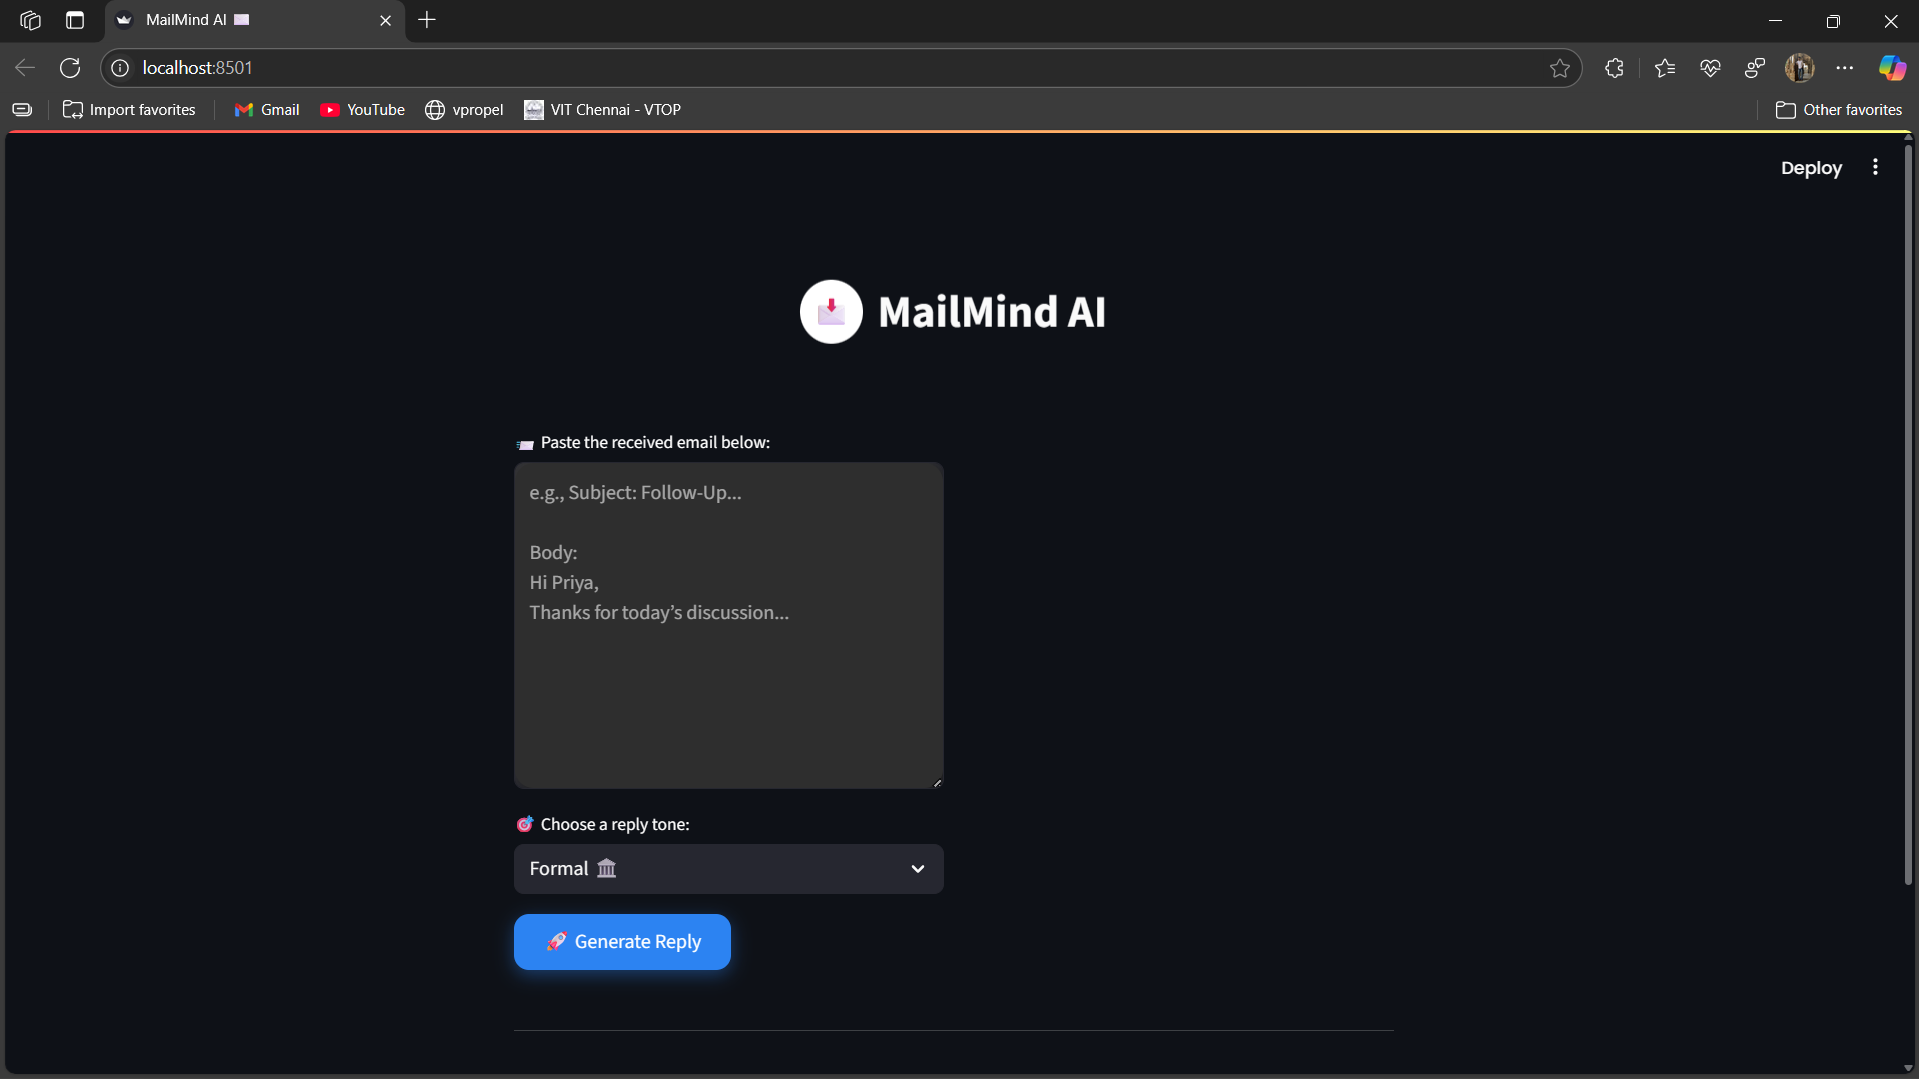 MailMind AI
localhost:8501
Import favorites
Gmail
YouTube
vpropel
VIT Chennai - VTOP
Other favorites
Deploy
MailMind AI
Paste the received email below:
e.g., Subject: Follow-Up...
Body:
Hi Priya,
Thanks for today’s discussion...
Choose a reply tone:
Formal 🏛️
🚀 Generate Reply